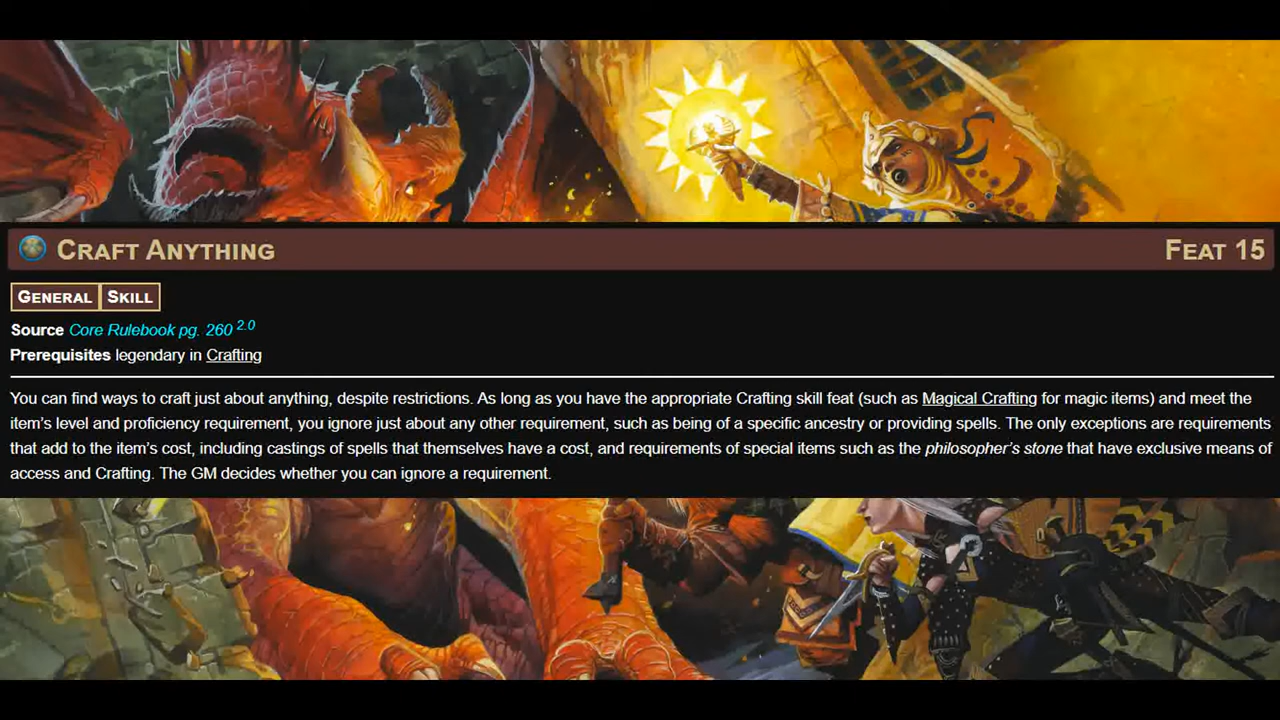 CRAFT ANYTHING FEAT 15
GENERAL SKILL
Source Core Rulebook pg. 260 2.0
Prerequisites legendary in Crafting
You can find ways to craft just about anything, despite restrictions. As long as you have the appropriate Crafting skill feat (such as Magical Crafting for magic items) and meet the
item's level and proficiency requirement, you ignore just about any other requirement, such as being of a specific ancestry or providing spells. The only exceptions are requirements
that add to the item's cost, including castings of spells that themselves have a cost, and requirements of special items such as the philosopher's stone that have exclusive means of
access and Crafting. The GM decides whether you can ignore a requirement.